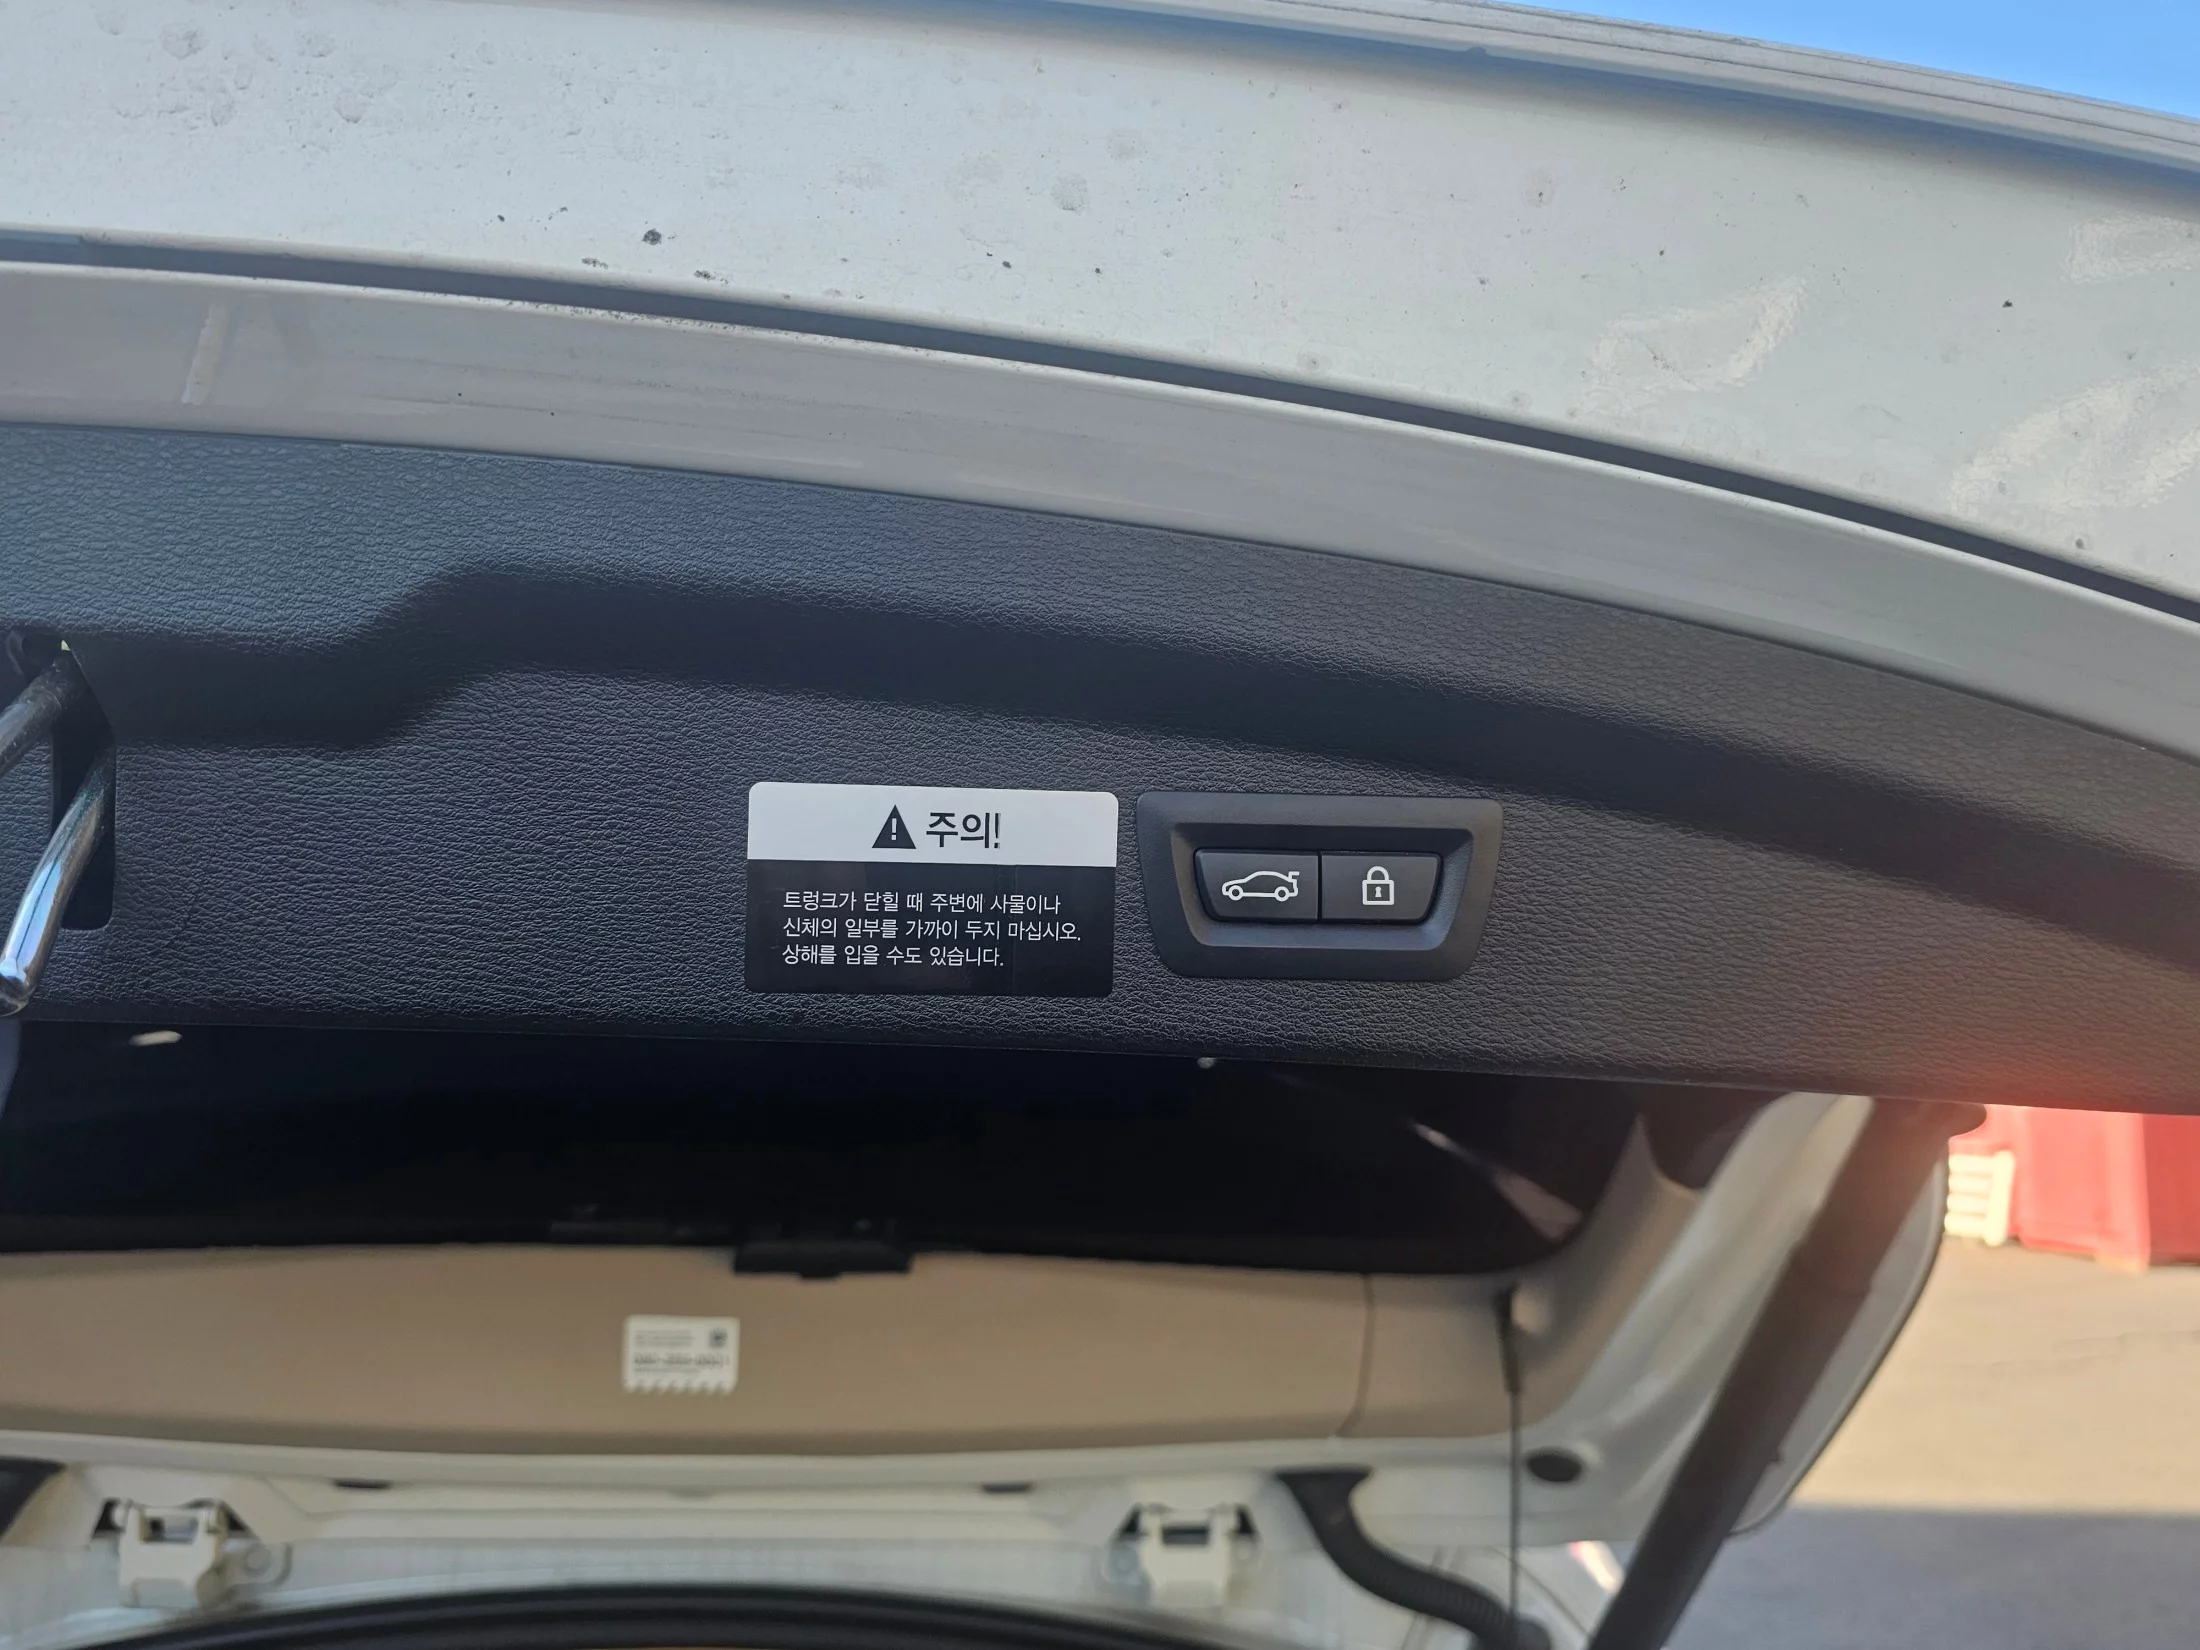 주의!
트렁크가 닫힐 때 주변에 사물이나
신체의 일부를 가까이 두지 마십시오.
상해를 입을 수도 있습니다.